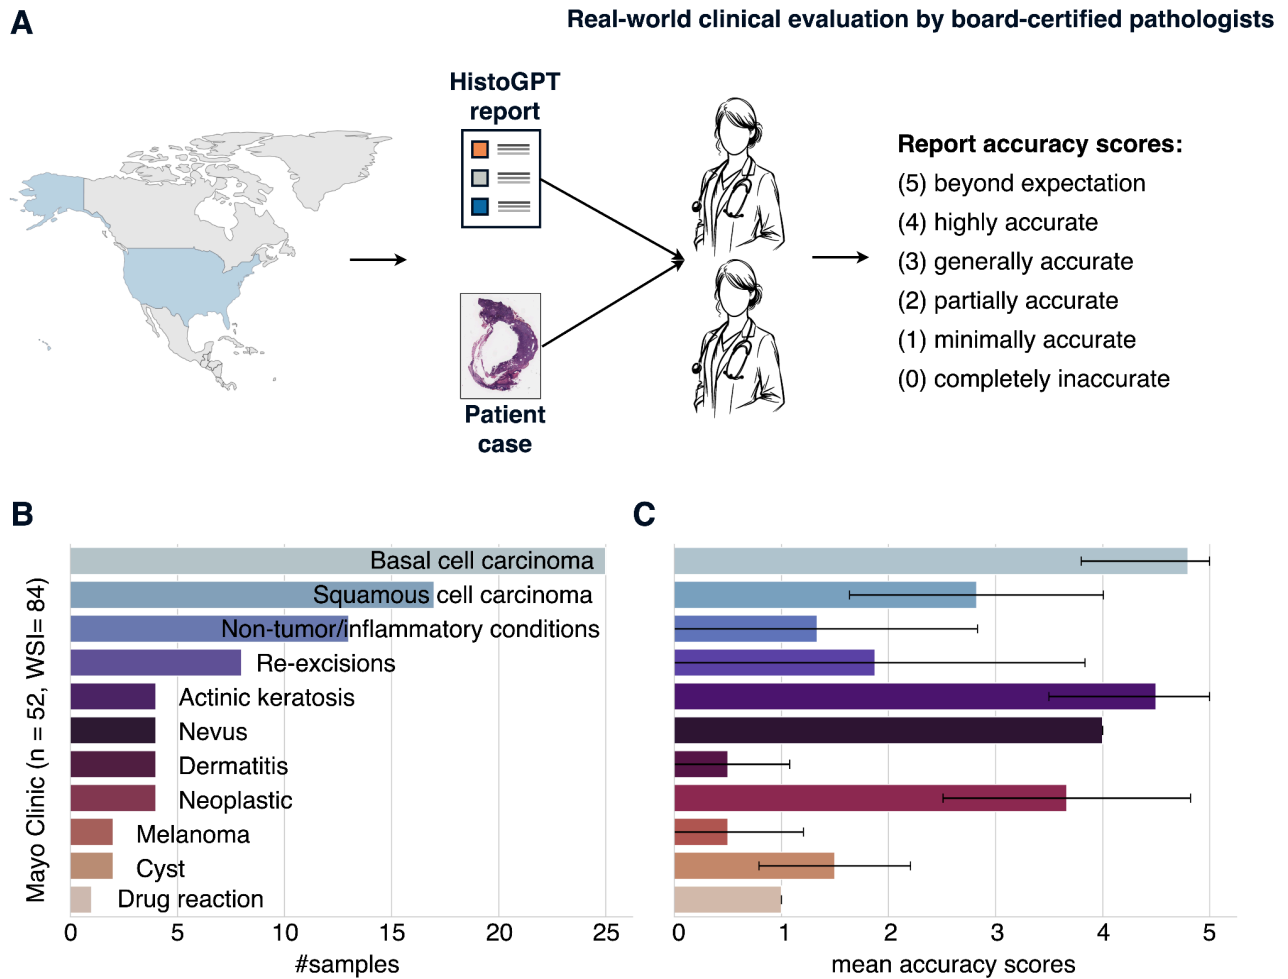 A
Real-world clinical evaluation by board-certified pathologists
HistoGPT
report
Patient
case
Report accuracy scores:
(5) beyond expectation
(4) highly accurate
(3) generally accurate
(2) partially accurate
(1) minimally accurate
(0) completely inaccurate
B
Mayo Clinic (n = 52, WSI= 84)
Basal cell carcinoma
Squamous cell carcinoma
Non-tumor/inflammatory conditions
Re-excisions
Actinic keratosis
Nevus
Dermatitis
Neoplastic
Melanoma
Cyst
Drug reaction
0 5 10 15 20 25
#samples
C
0 1 2 3 4 5
mean accuracy scores